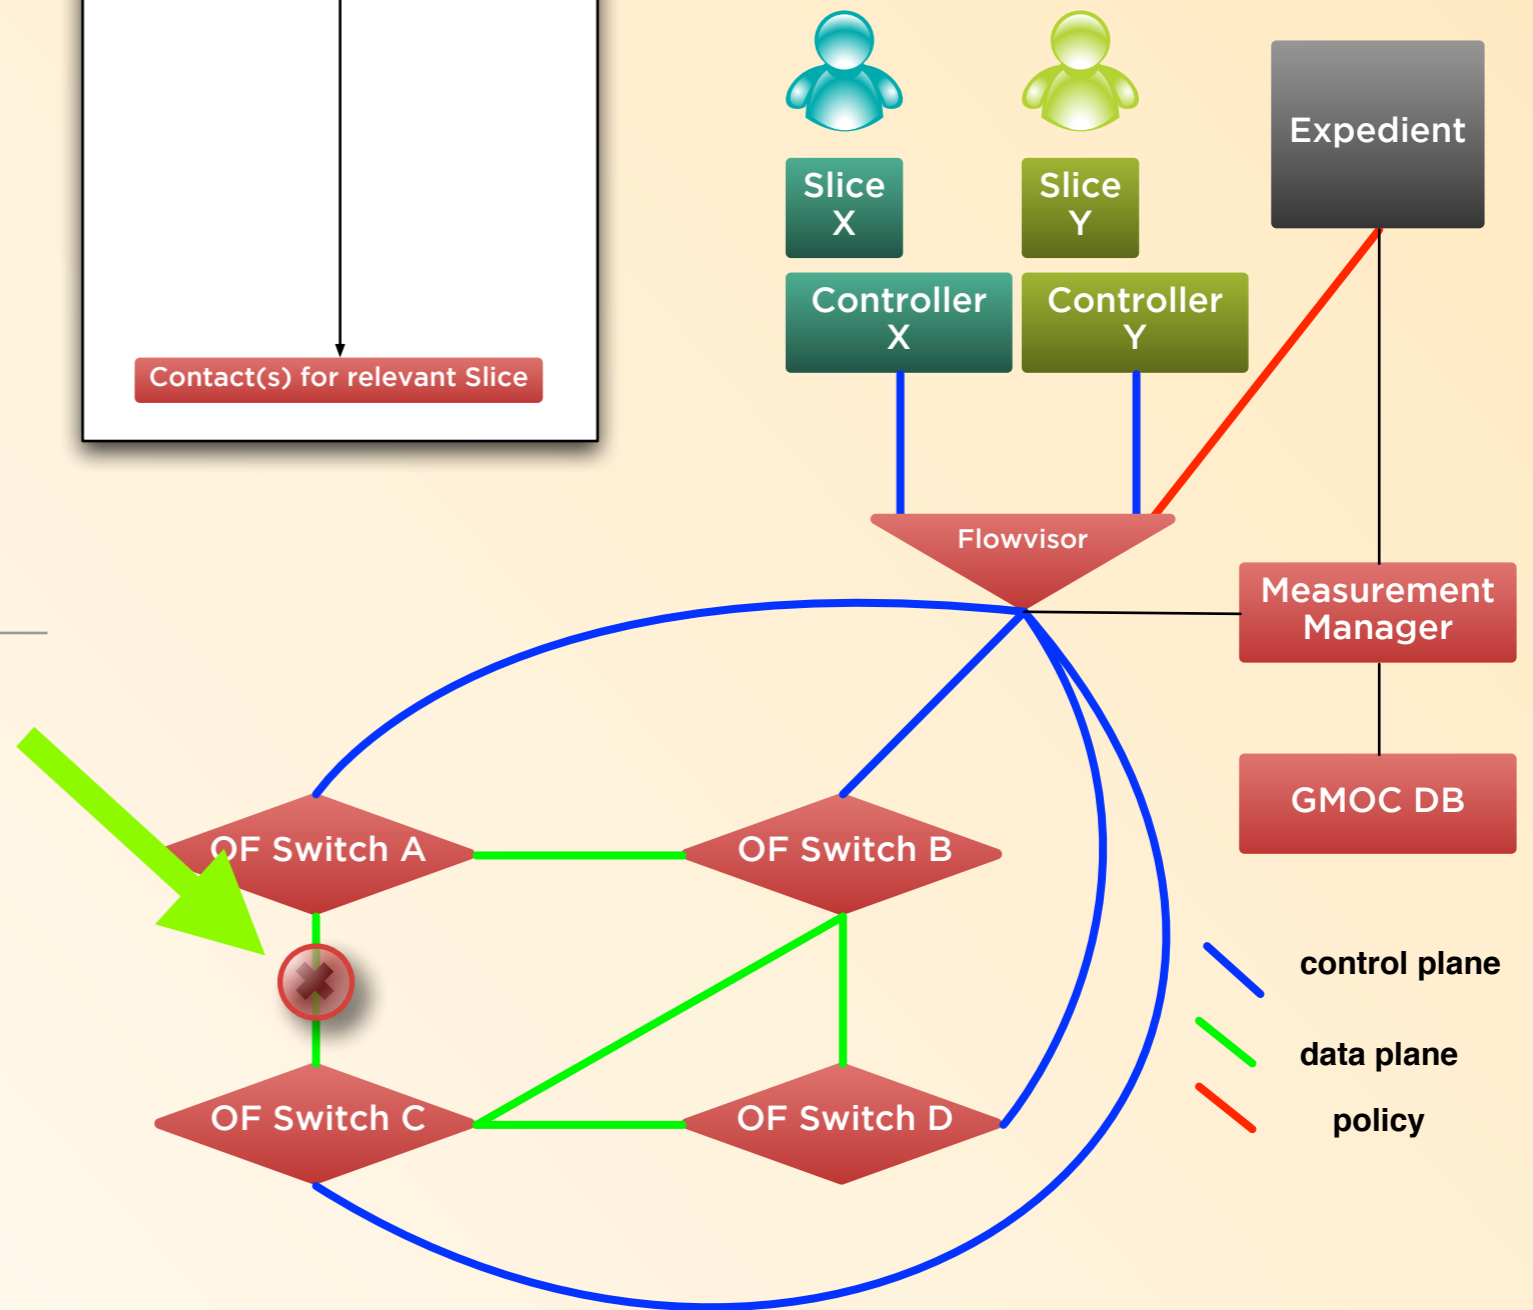 Contact(s) for relevant Slice
Slice
X
Slice
Y
Expedient
Controller
X
Controller
Y
Flowvisor
Measurement
Manager
GMOC DB
OF Switch A
OF Switch B
OF Switch C
OF Switch D
control plane
data plane
policy